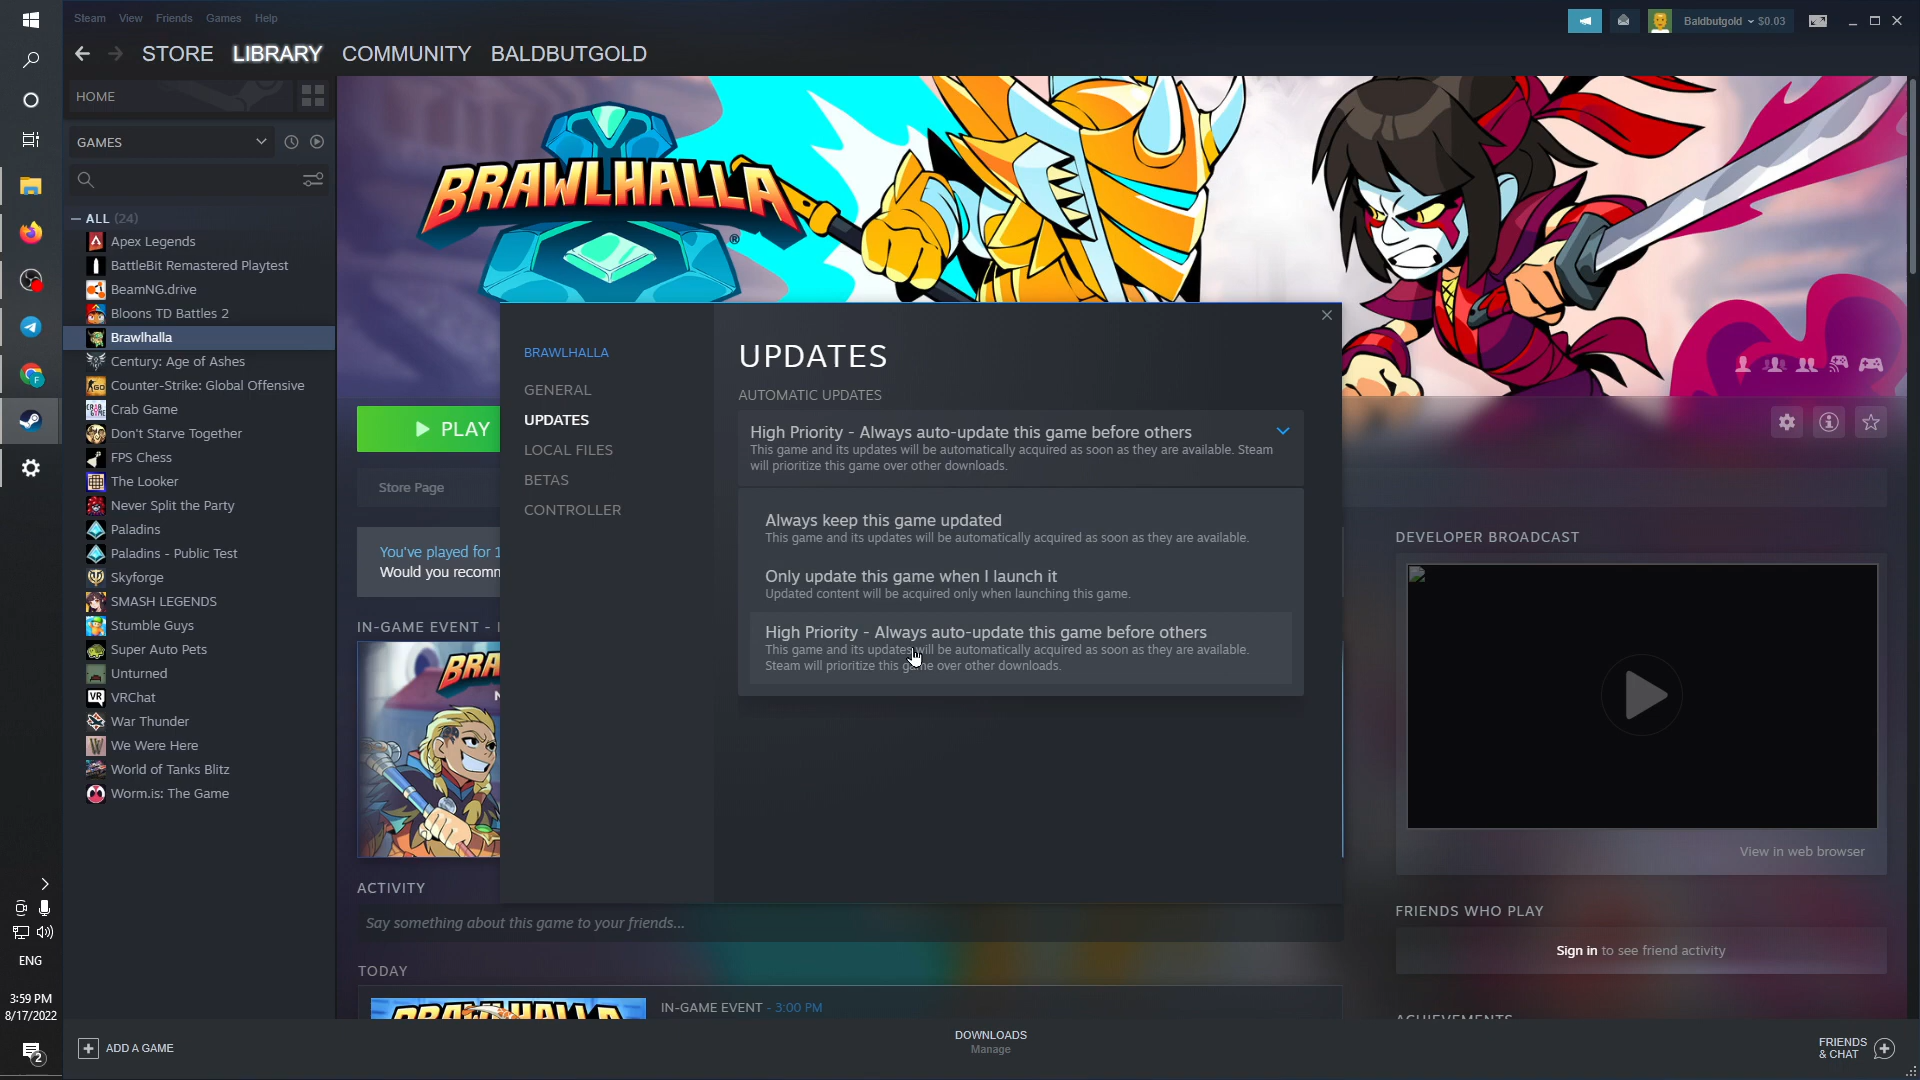 Steam View Friends Games Help
Baldbutgold $0.03
STORE LIBRARY COMMUNITY BALDBUTGOLD
HOME
GAMES
ALL (24)
Apex Legends
BattleBit Remastered Playtest
BeamNG.drive
Bloons TD Battles 2
Brawlhalla
Century: Age of Ashes
Counter-Strike: Global Offensive
Crab Game
Don't Starve Together
FPS Chess
The Looker
Never Split the Party
Paladins
Paladins - Public Test
Skyforge
SMASH LEGENDS
Stumble Guys
Super Auto Pets
Unturned
VRChat
War Thunder
We Were Here
World of Tanks Blitz
Worm.is: The Game
BRAWLHALLA
®
PLAY
Store Page
You've played for 1
Would you recomm
IN-GAME EVENT -
BRA
BRAWLHALLA
GENERAL
UPDATES
LOCAL FILES
BETAS
CONTROLLER
UPDATES
AUTOMATIC UPDATES
High Priority - Always auto-update this game before others
This game and its updates will be automatically acquired as soon as they are available. Steam
will prioritize this game over other downloads.
Always keep this game updated
This game and its updates will be automatically acquired as soon as they are available.
Only update this game when I launch it
Updated content will be acquired only when launching this game.
High Priority - Always auto-update this game before others
This game and its updates will be automatically acquired as soon as they are available.
Steam will prioritize this game over other downloads.
DEVELOPER BROADCAST
View in web browser
FRIENDS WHO PLAY
Sign in to see friend activity
ACHIEVEMENTS
ACTIVITY
Say something about this game to your friends...
TODAY
BRAWLHALLA
IN-GAME EVENT - 3:00 PM
ENG
3:59 PM
8/17/2022
2
ADD A GAME
DOWNLOADS
Manage
FRIENDS
& CHAT